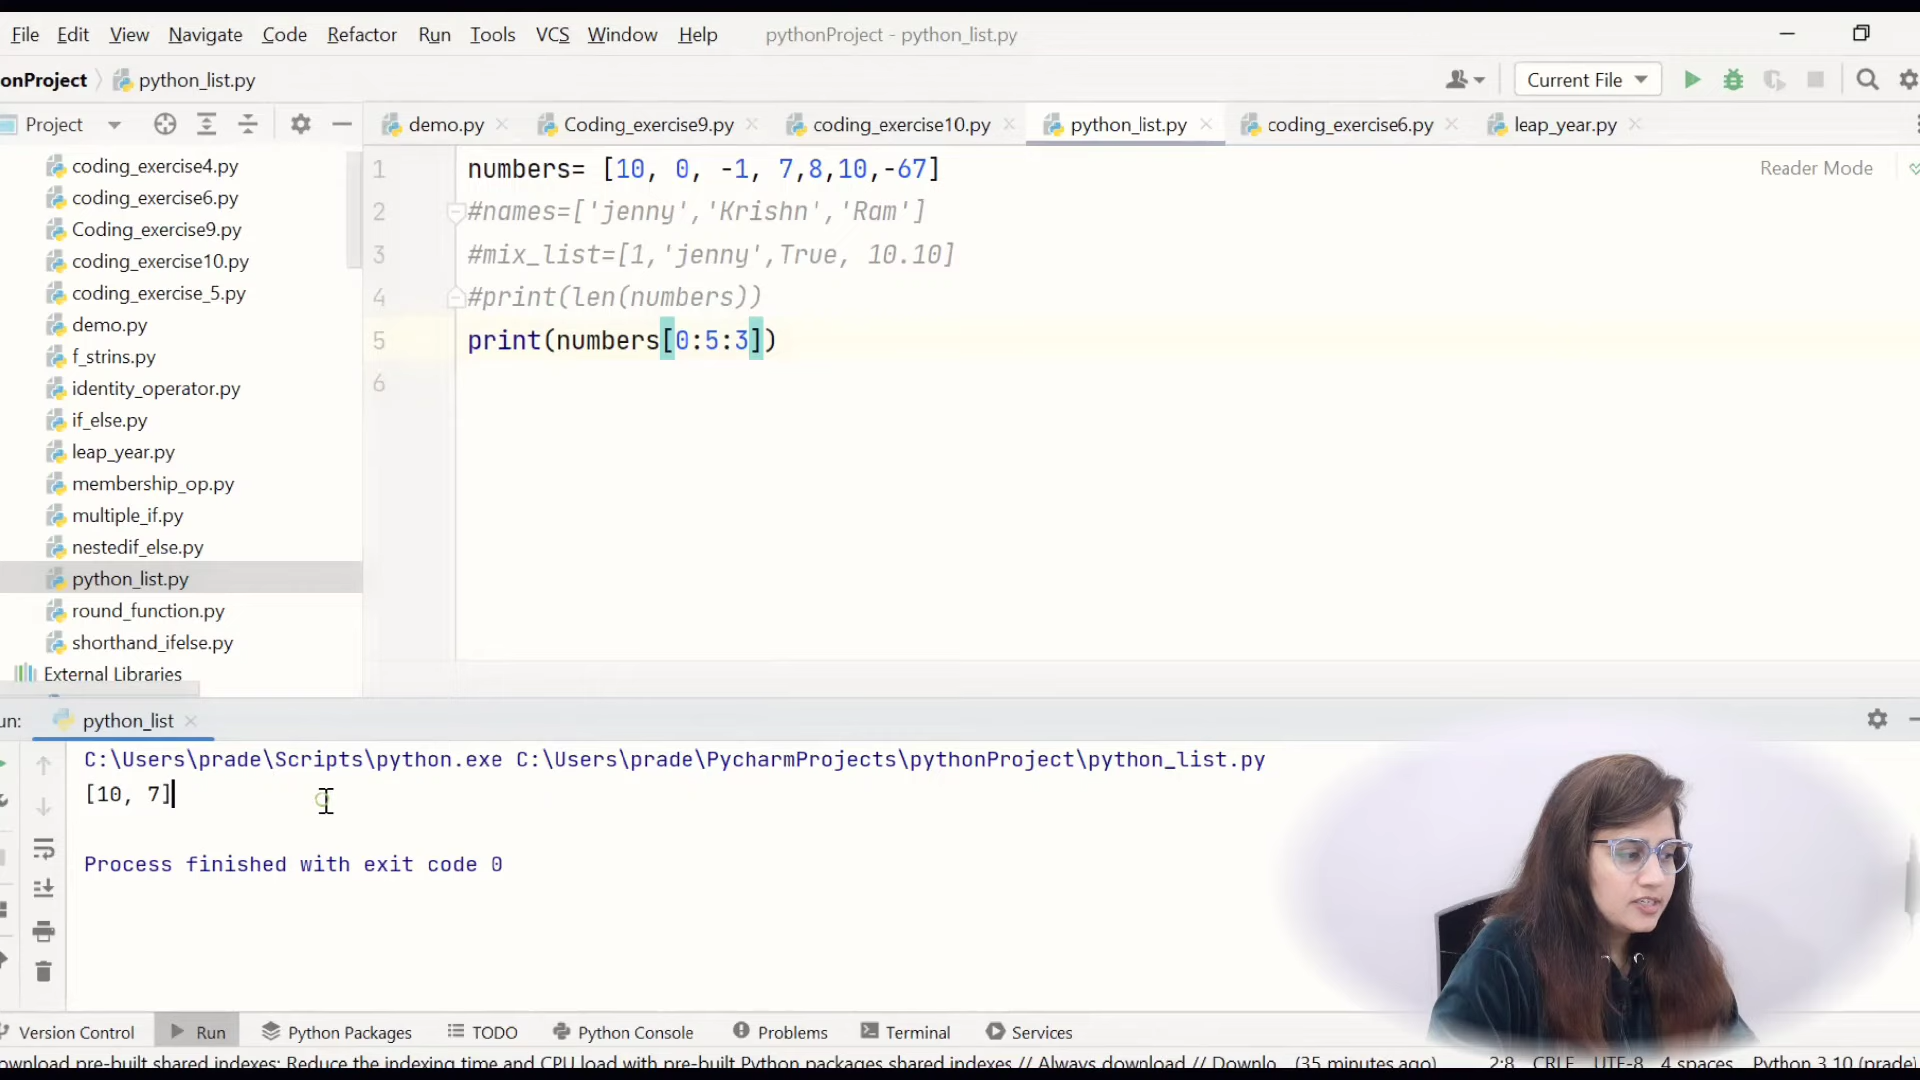 File Edit View Navigate Code Refactor Run Tools VCS Window Help pythonProject - python_list.py
onProject python_list.py Current File
Project demo.py Coding_exercise9.py coding_exercise10.py python_list.py coding_exercise6.py leap_year.py
coding_exercise4.py
coding_exercise6.py
Coding_exercise9.py
coding_exercise10.py
coding_exercise_5.py
demo.py
f_strins.py
identity_operator.py
if_else.py
leap_year.py
membership_op.py
multiple_if.py
nestedif_else.py
python_list.py
round_function.py
shorthand_ifelse.py
External Libraries
1 numbers= [10, 0, -1, 7,8,10,-67]
Reader Mode
2 #names=['jenny','Krishn','Ram']
3 #mix_list=[1,'jenny',True, 10.10]
4 #print(len(numbers))
5 print(numbers[0:5:3])
6
un: python_list
C:\Users\prade\Scripts\python.exe C:\Users\prade\PycharmProjects\pythonProject\python_list.py
[10, 7]
Process finished with exit code 0
Version Control Run Python Packages TODO Python Console Problems Terminal Services
ownload pre-built shared indexes: Reduce the indexing time and CPU load with pre-built Python packages shared indexes // Always download // Downlo... (35 minutes ago) 2:8 CRLF UTF-8 4 spaces Python 3.10 (prade)